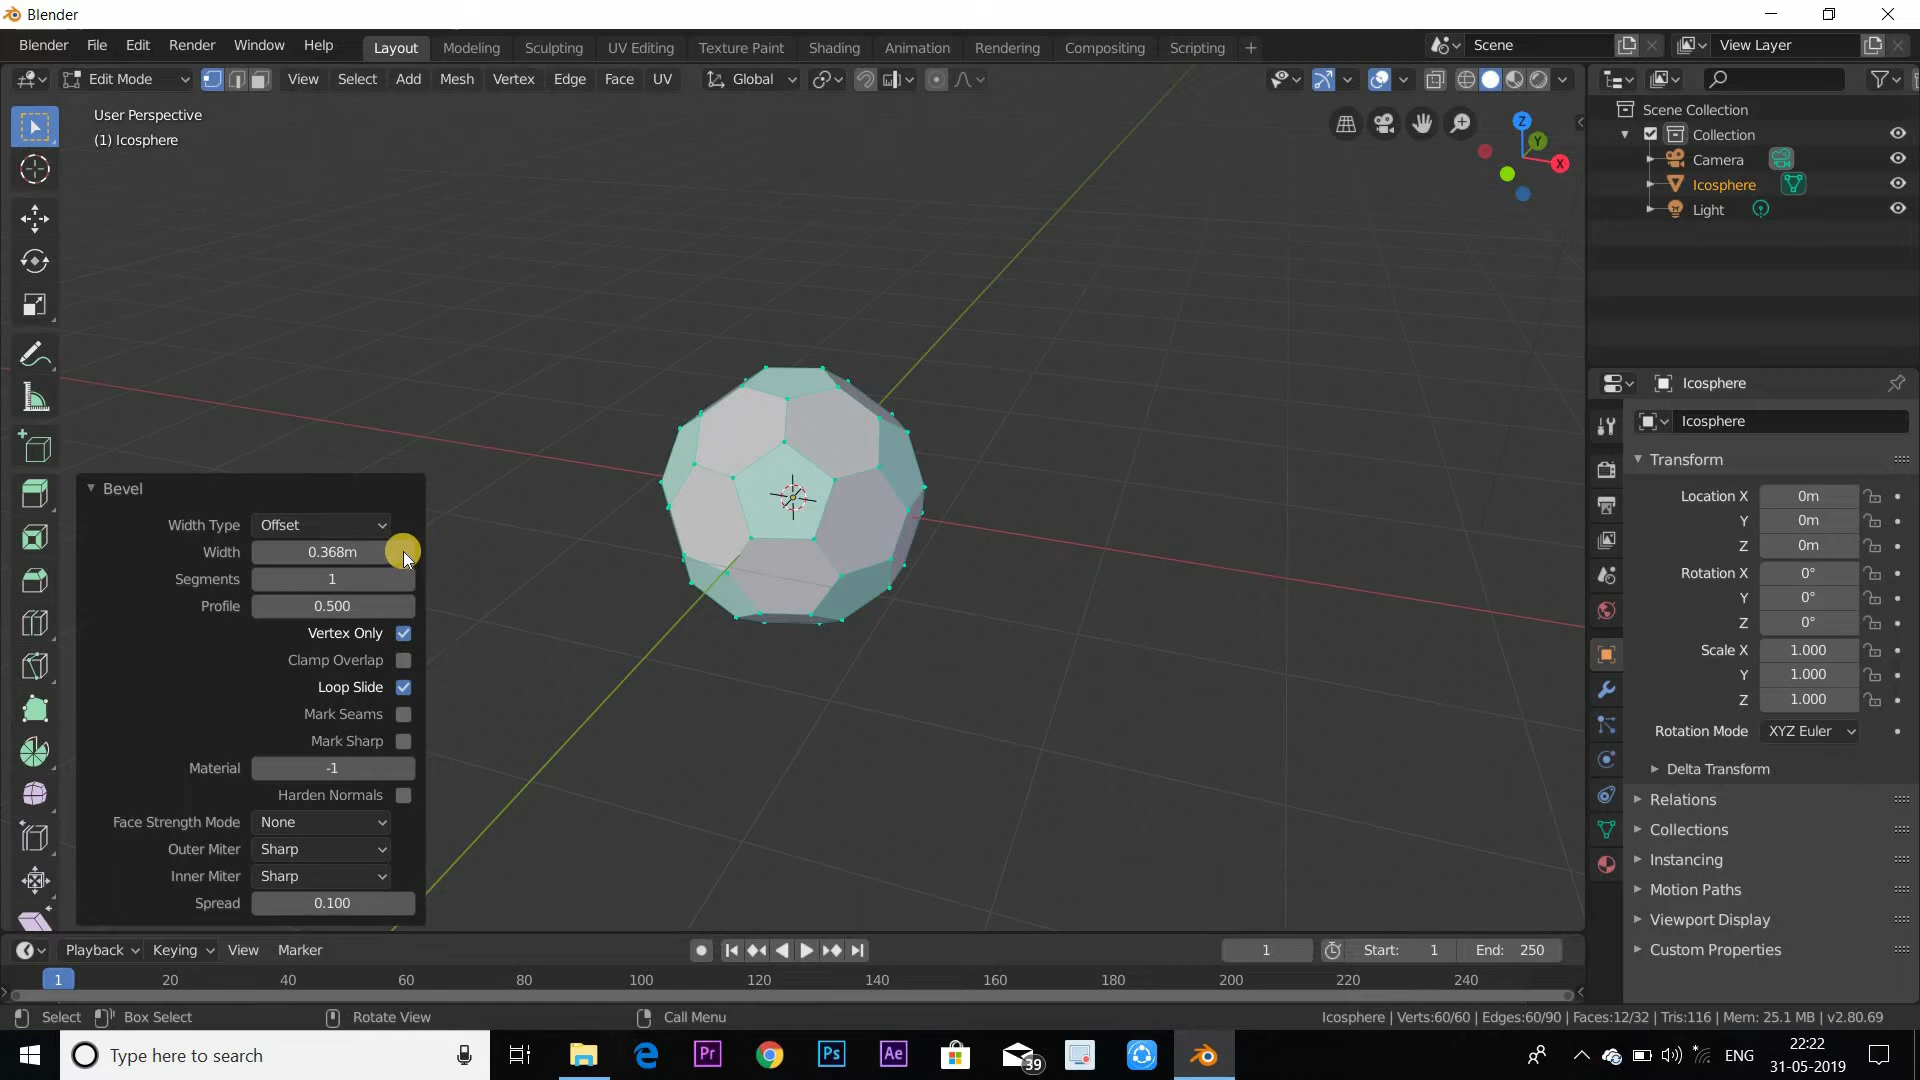 Blender
Blender File Edit Render Window Help Layout Modeling Sculpting UV Editing Texture Paint Shading Animation Rendering Compositing Scripting + Scene View Layer
Edit Mode View Select Add Mesh Vertex Edge Face UV Global
User Perspective
(1) Icosphere
Z
Y
X
Scene Collection
Collection
Camera
Icosphere
Light
Icosphere
Icosphere
Transform
Location X 0m
Y 0m
Z 0m
Rotation X 0°
Y 0°
Z 0°
Scale X 1.000
Y 1.000
Z 1.000
Rotation Mode XYZ Euler
Delta Transform
Relations
Collections
Instancing
Motion Paths
Viewport Display
Custom Properties
Bevel
Width Type Offset
Width 0.368m
Segments 1
Profile 0.500
Vertex Only
Clamp Overlap
Loop Slide
Mark Seams
Mark Sharp
Material -1
Harden Normals
Face Strength Mode None
Outer Miter Sharp
Inner Miter Sharp
Spread 0.100
Playback Keying View Marker 1 Start: 1 End: 250
1 20 40 60 80 100 120 140 160 180 200 220 240
Select Box Select Rotate View Call Menu Icosphere | Verts:60/60 | Edges:60/90 | Faces:12/32 | Tris:116 | Mem: 25.1 MB | v2.80.69
Type here to search Pr Ps Ae 39 ENG 22:22
31-05-2019